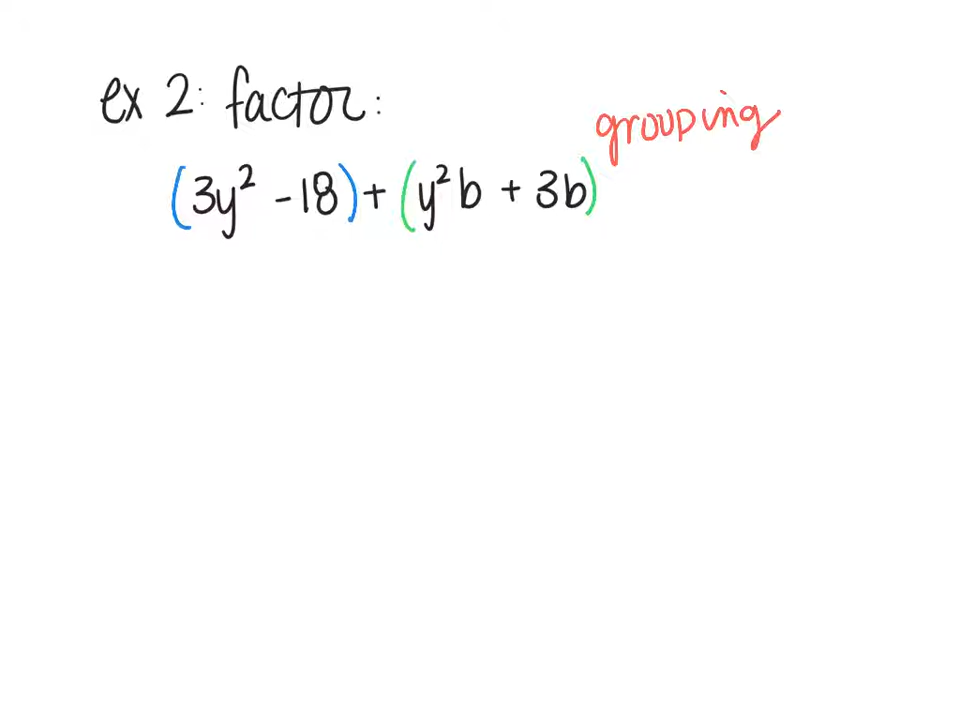 ex 2: factor:
grouping
(3y² - 18) + (y²b + 3b)